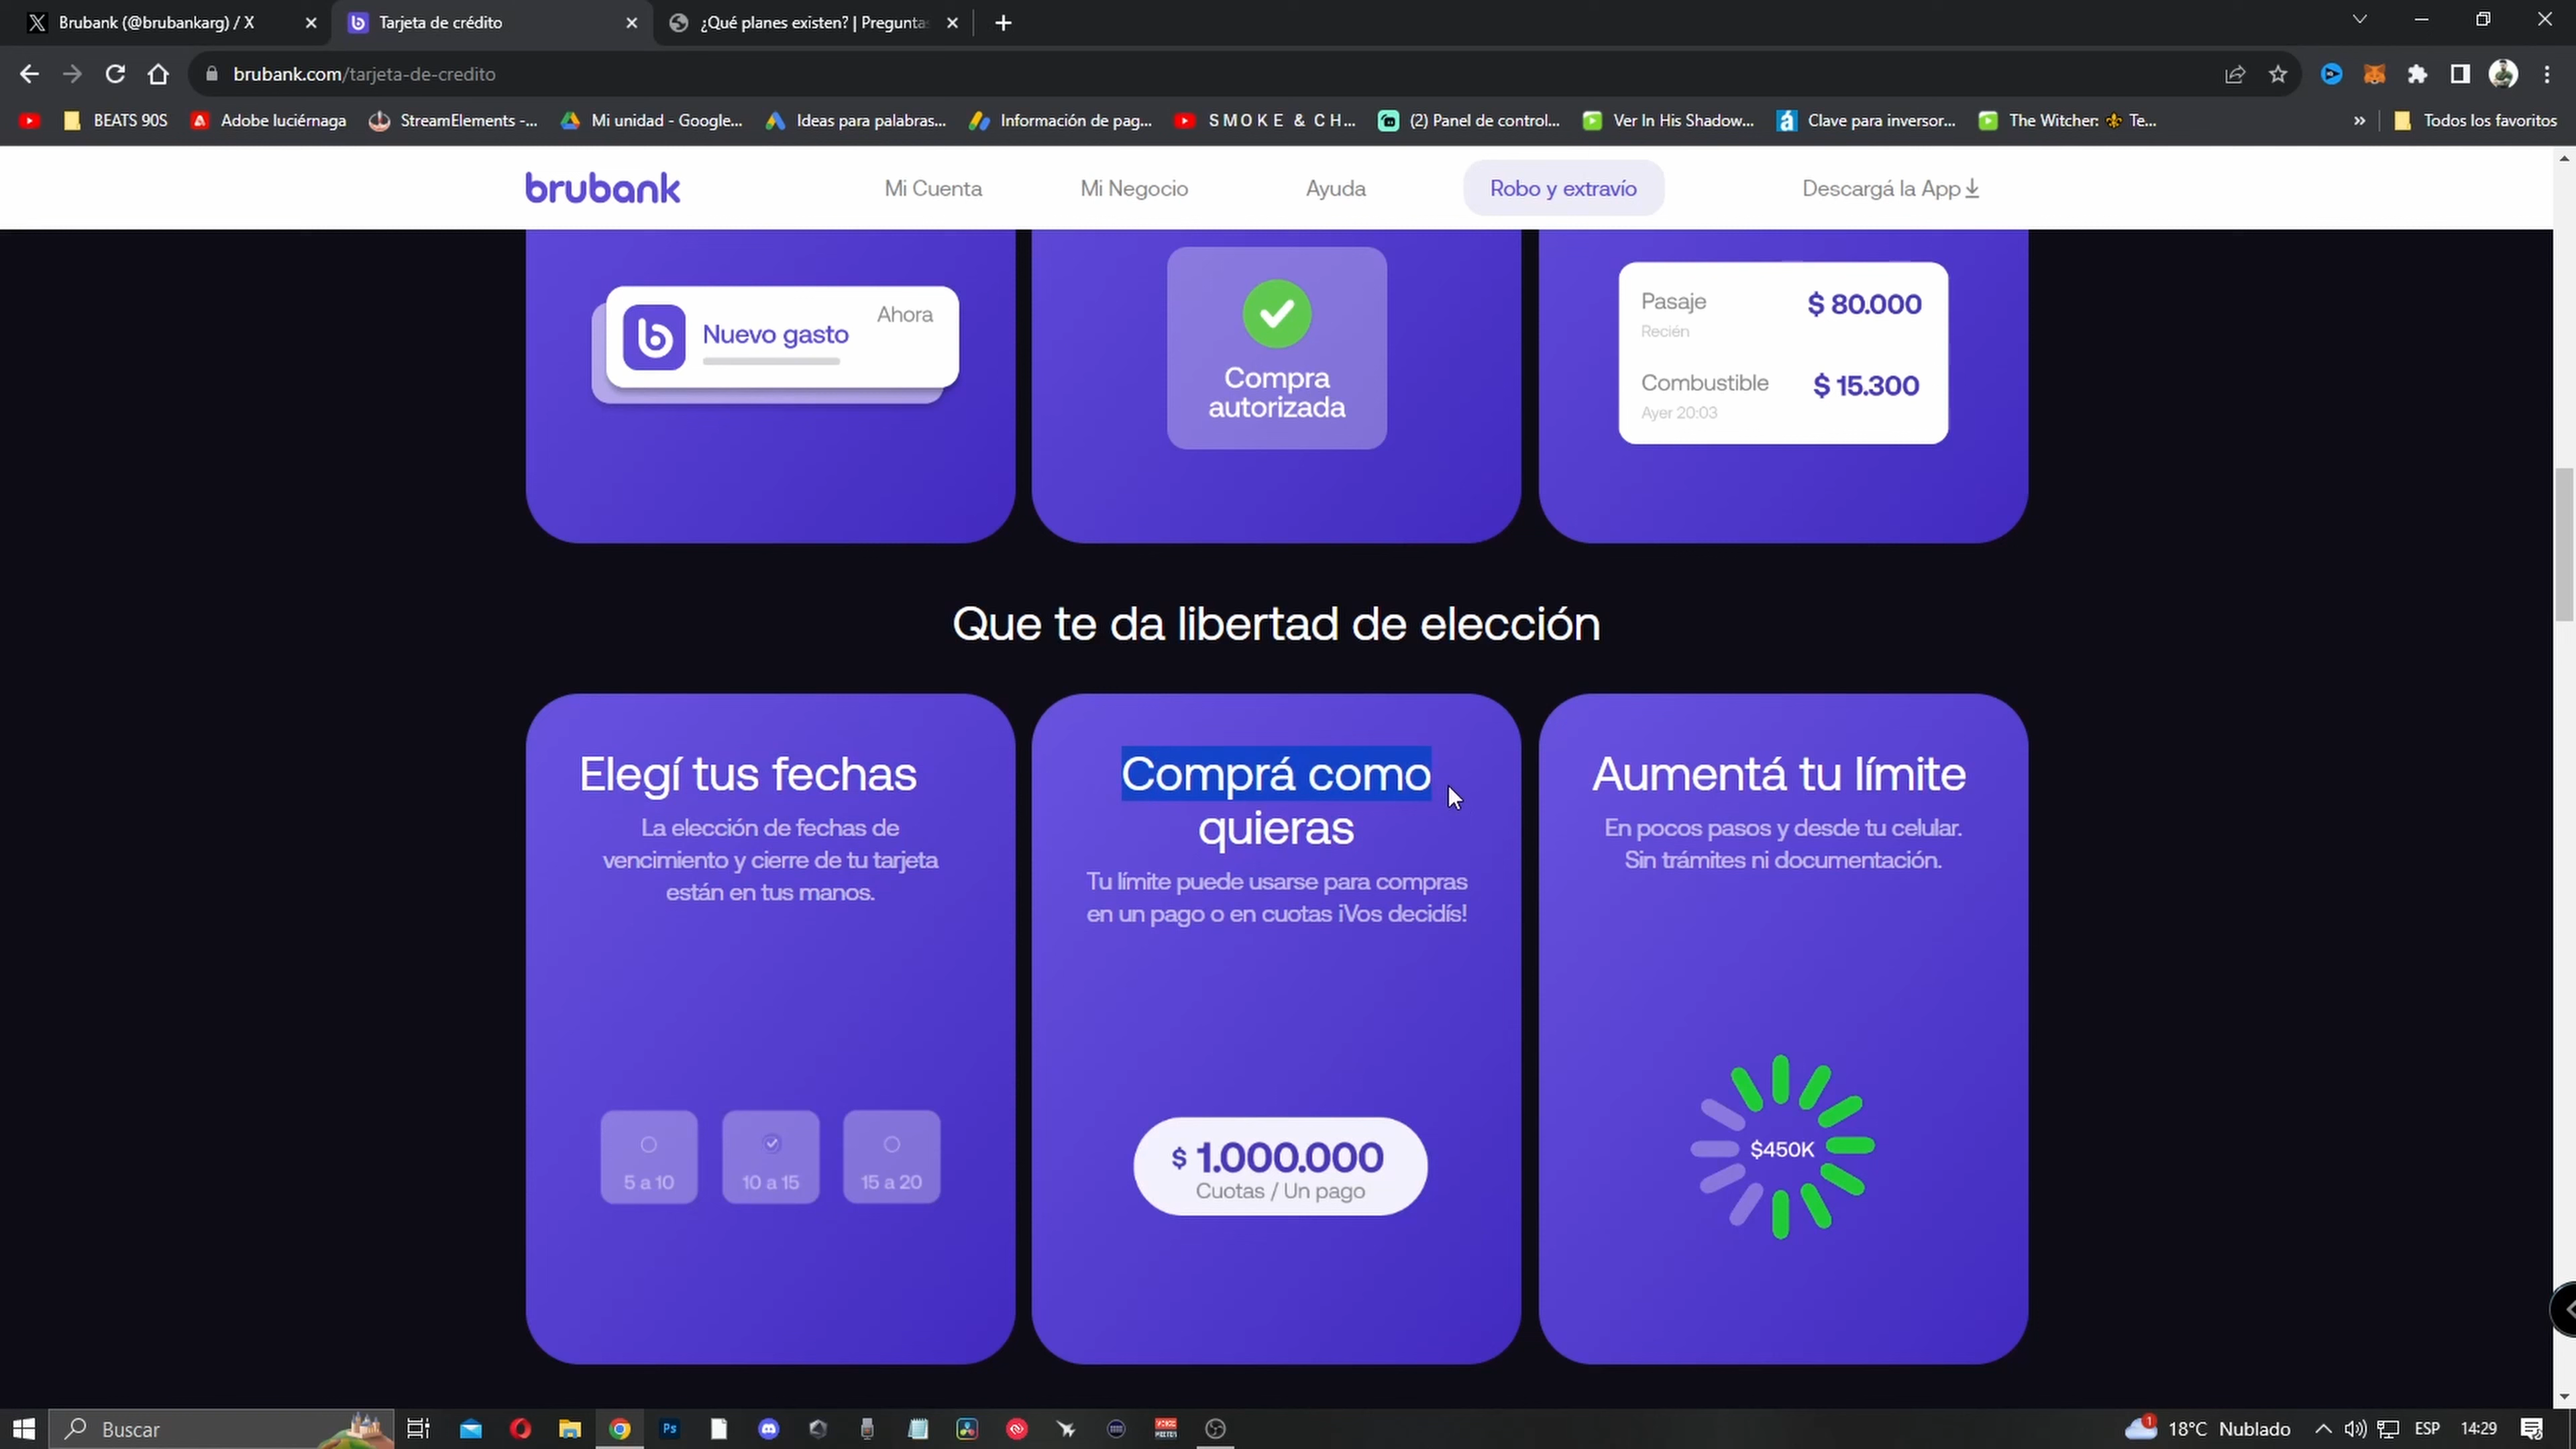 Brubank (@brubankarg) / X
Tarjeta de crédito
¿Qué planes existen? | Pregunta
brubank.com/tarjeta-de-credito
BEATS 90S
Adobe luciérnaga
StreamElements -...
Mi unidad - Google...
Ideas para palabras...
Información de pag...
S M O K E & C H...
(2) Panel de control...
Ver In His Shadow...
Clave para inversor...
The Witcher: ⚜ Te...
Todos los favoritos
brubank
Mi Cuenta
Mi Negocio
Ayuda
Robo y extravío
Descargá la App
Nuevo gasto
Ahora
Compra
autorizada
Pasaje
$ 80.000
Recién
Combustible
$ 15.300
Ayer 20:03
Que te da libertad de elección
Elegí tus fechas
La elección de fechas de
vencimiento y cierre de tu tarjeta
están en tus manos.
5 a 10
10 a 15
15 a 20
Comprá como
quieras
Tu límite puede usarse para compras
en un pago o en cuotas ¡Vos decidís!
$ 1.000.000
Cuotas / Un pago
Aumentá tu límite
En pocos pasos y desde tu celular.
Sin trámites ni documentación.
$450K
Buscar
Ps
1
18°C Nublado
ESP
14:29